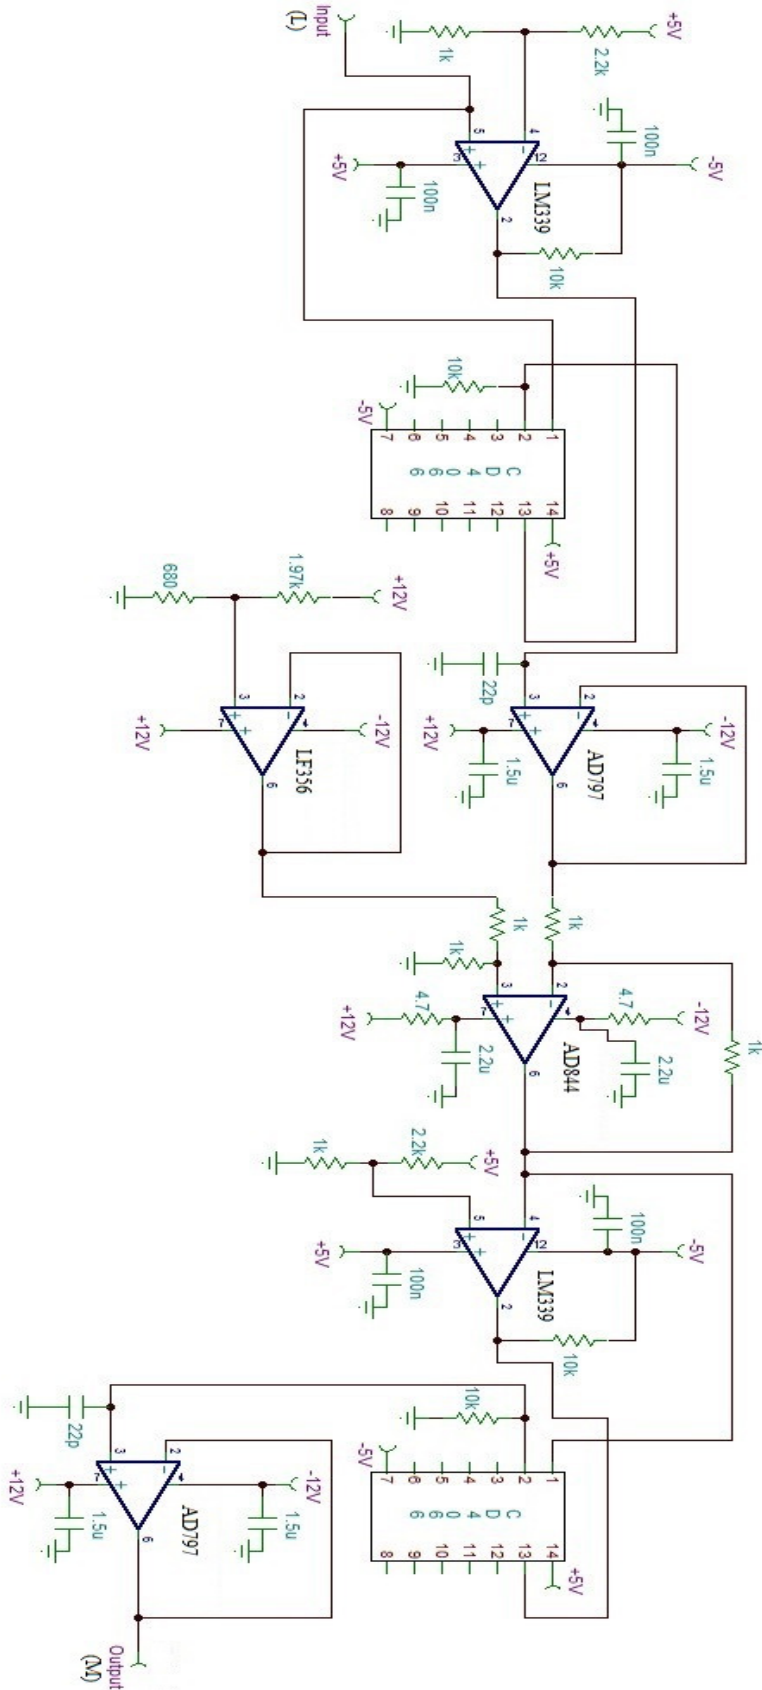 Input
(L)
1k
2.2k
+5V
100n
-5V
5
4
3
12
+5V
100n
LM339
2
10k
10k
-5V
7
6
5
4
3
2
1
C
D
4
0
6
6
8
9
10
11
12
13
14
+5V
680
1.97k
+12V
3
2
7
4
+12V
-12V
LF356
6
22p
3
2
7
4
+12V
-12V
1.5u
1.5u
AD797
6
1k
1k
1k
3
2
7
4
4.7
4.7
+12V
-12V
2.2u
2.2u
AD844
6
1k
1k
2.2k
+5V
5
4
3
12
+5V
-5V
100n
100n
LM339
2
10k
10k
-5V
7
6
5
4
3
2
1
C
D
4
0
6
6
8
9
10
11
12
13
14
+5V
22p
3
2
7
4
+12V
-12V
1.5u
1.5u
AD797
6
Output
(M)